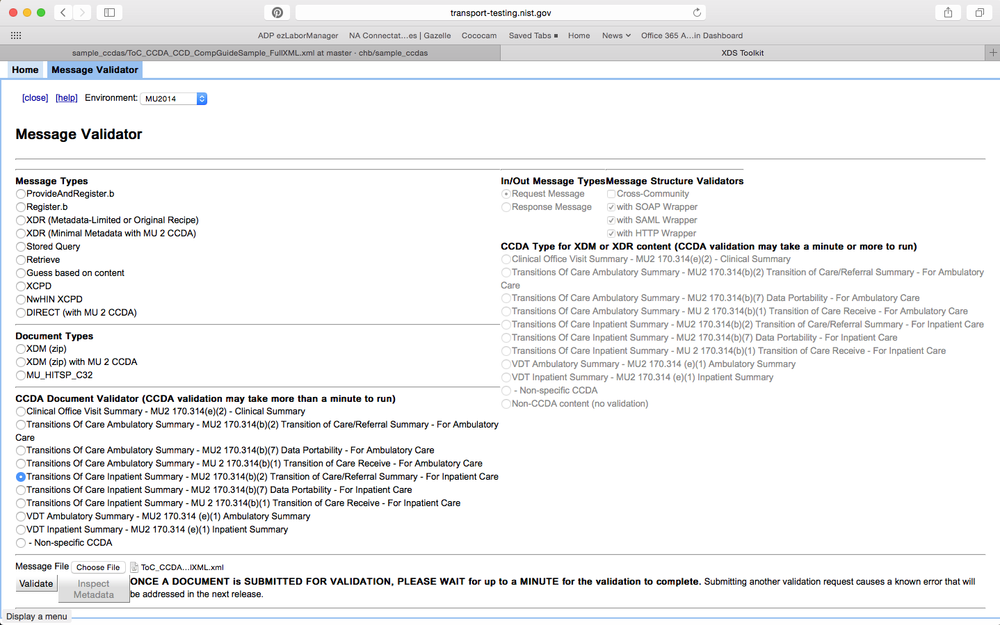 transport-testing.nist.gov
ADP ezLaborManager NA Connectat...es | Gazelle Cococam Saved Tabs Home News Office 365 A...in Dashboard
sample_ccdas/ToC_CCDA_CCD_CompGuideSample_FullXML.xml at master · chb/sample_ccdas
XDS Toolkit
Home Message Validator
[close] [help] Environment: MU2014
Message Validator
Message Types
ProvideAndRegister.b
Register.b
XDR (Metadata-Limited or Original Recipe)
XDR (Minimal Metadata with MU 2 CCDA)
Stored Query
Retrieve
Guess based on content
XCPD
NwHIN XCPD
DIRECT (with MU 2 CCDA)
Document Types
XDM (zip)
XDM (zip) with MU 2 CCDA
MU_HITSP_C32
CCDA Document Validator (CCDA validation may take more than a minute to run)
Clinical Office Visit Summary - MU2 170.314(e)(2) - Clinical Summary
Transitions Of Care Ambulatory Summary - MU2 170.314(b)(2) Transition of Care/Referral Summary - For Ambulatory
Care
Transitions Of Care Ambulatory Summary - MU2 170.314(b)(7) Data Portability - For Ambulatory Care
Transitions Of Care Ambulatory Summary - MU 2 170.314(b)(1) Transition of Care Receive - For Ambulatory Care
Transitions Of Care Inpatient Summary - MU2 170.314(b)(2) Transition of Care/Referral Summary - For Inpatient Care
Transitions Of Care Inpatient Summary - MU2 170.314(b)(7) Data Portability - For Inpatient Care
Transitions Of Care Inpatient Summary - MU 2 170.314(b)(1) Transition of Care Receive - For Inpatient Care
VDT Ambulatory Summary - MU2 170.314 (e)(1) Ambulatory Summary
VDT Inpatient Summary - MU2 170.314 (e)(1) Inpatient Summary
- Non-specific CCDA
In/Out Message Types
Request Message
Response Message
Message Structure Validators
Cross-Community
with SOAP Wrapper
with SAML Wrapper
with HTTP Wrapper
CCDA Type for XDM or XDR content (CCDA validation may take a minute or more to run)
Clinical Office Visit Summary - MU2 170.314(e)(2) - Clinical Summary
Transitions Of Care Ambulatory Summary - MU2 170.314(b)(2) Transition of Care/Referral Summary - For Ambulatory
Care
Transitions Of Care Ambulatory Summary - MU2 170.314(b)(7) Data Portability - For Ambulatory Care
Transitions Of Care Ambulatory Summary - MU 2 170.314(b)(1) Transition of Care Receive - For Ambulatory Care
Transitions Of Care Inpatient Summary - MU2 170.314(b)(2) Transition of Care/Referral Summary - For Inpatient Care
Transitions Of Care Inpatient Summary - MU2 170.314(b)(7) Data Portability - For Inpatient Care
Transitions Of Care Inpatient Summary - MU 2 170.314(b)(1) Transition of Care Receive - For Inpatient Care
VDT Ambulatory Summary - MU2 170.314 (e)(1) Ambulatory Summary
VDT Inpatient Summary - MU2 170.314 (e)(1) Inpatient Summary
- Non-specific CCDA
Non-CCDA content (no validation)
Message File Choose File ToC_CCDA...lXML.xml
Validate
Inspect
Metadata
ONCE A DOCUMENT is SUBMITTED FOR VALIDATION, PLEASE WAIT for up to a MINUTE for the validation to complete. Submitting another validation request causes a known error that will
be addressed in the next release.
Display a menu